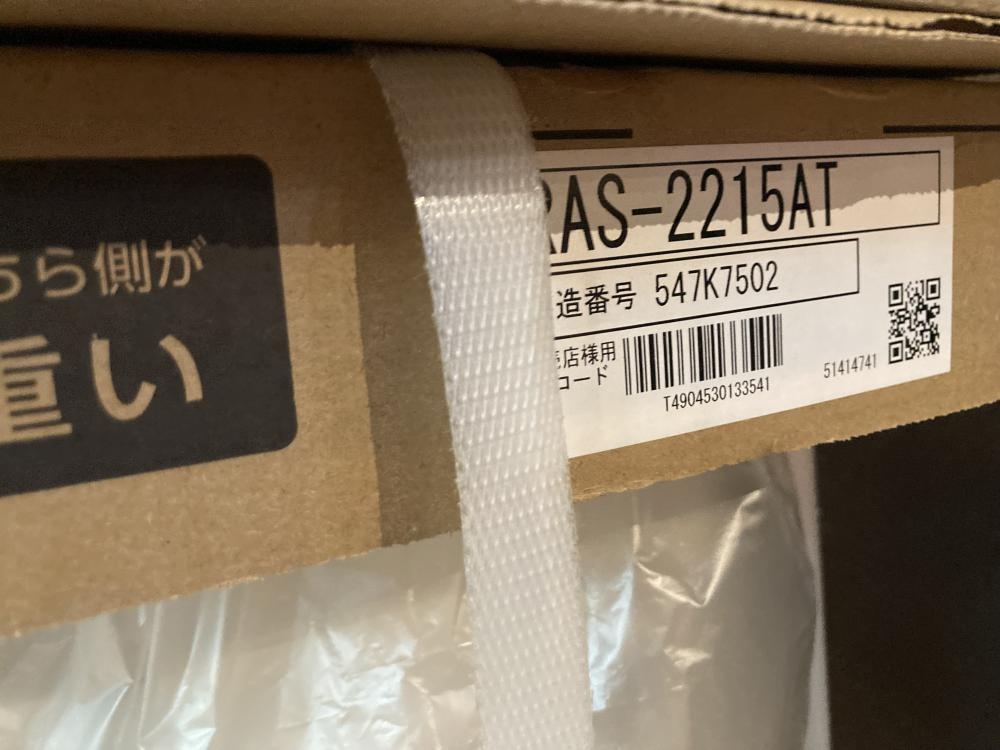 ちら側が
重い
RAS-2215AT
造番号 547K7502
売店様用
コード
T4904530133541
51414741